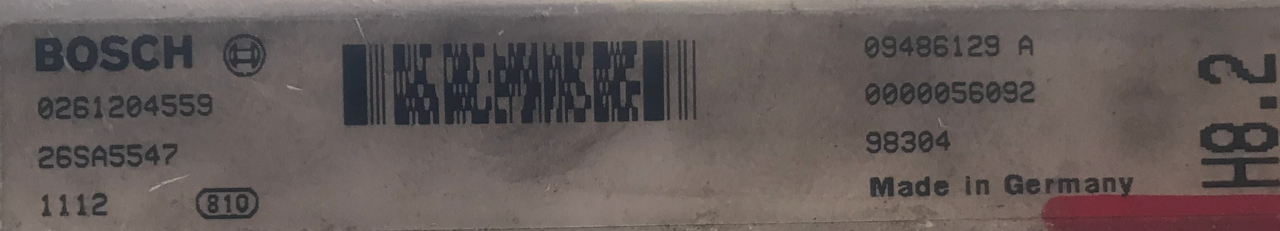 BOSCH
0261204559
26SA5547
1112 810
09486129 A
0000056092
98304
Made in Germany
H8.2